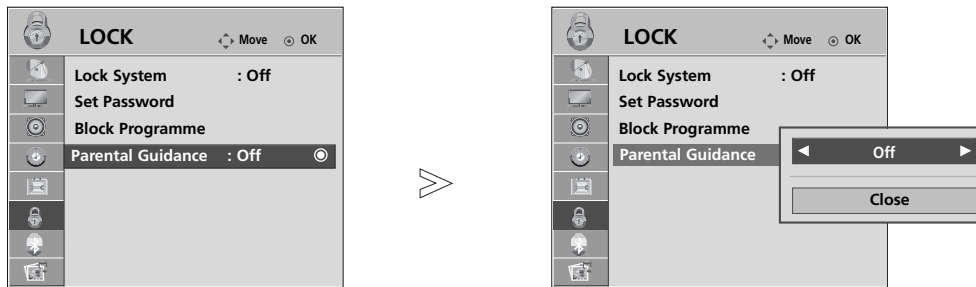 LOCK Move OK
Lock System : Off
Set Password
Block Programme
Parental Guidance : Off
LOCK Move OK
Lock System : Off
Set Password
Block Programme
Parental Guidance
Off
Close